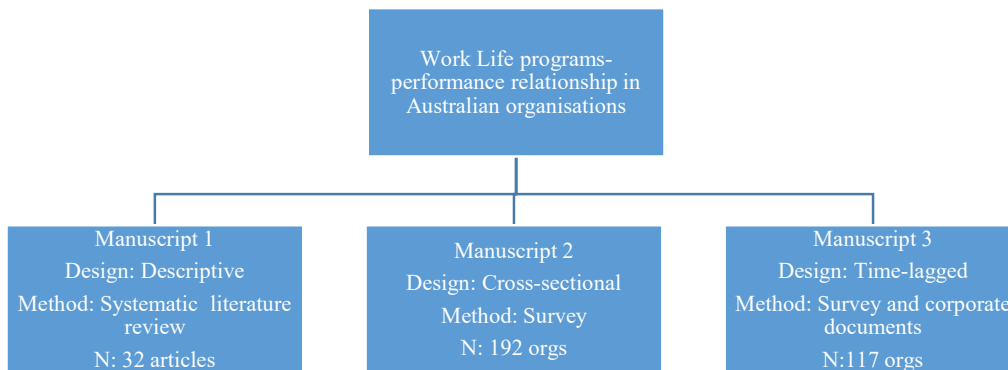 Work Life programs-
performance relationship in
Australian organisations
Manuscript 1
Design: Descriptive
Method: Systematic literature
review
N: 32 articles
Manuscript 2
Design: Cross-sectional
Method: Survey
N: 192 orgs
Manuscript 3
Design: Time-lagged
Method: Survey and corporate
documents
N:117 orgs